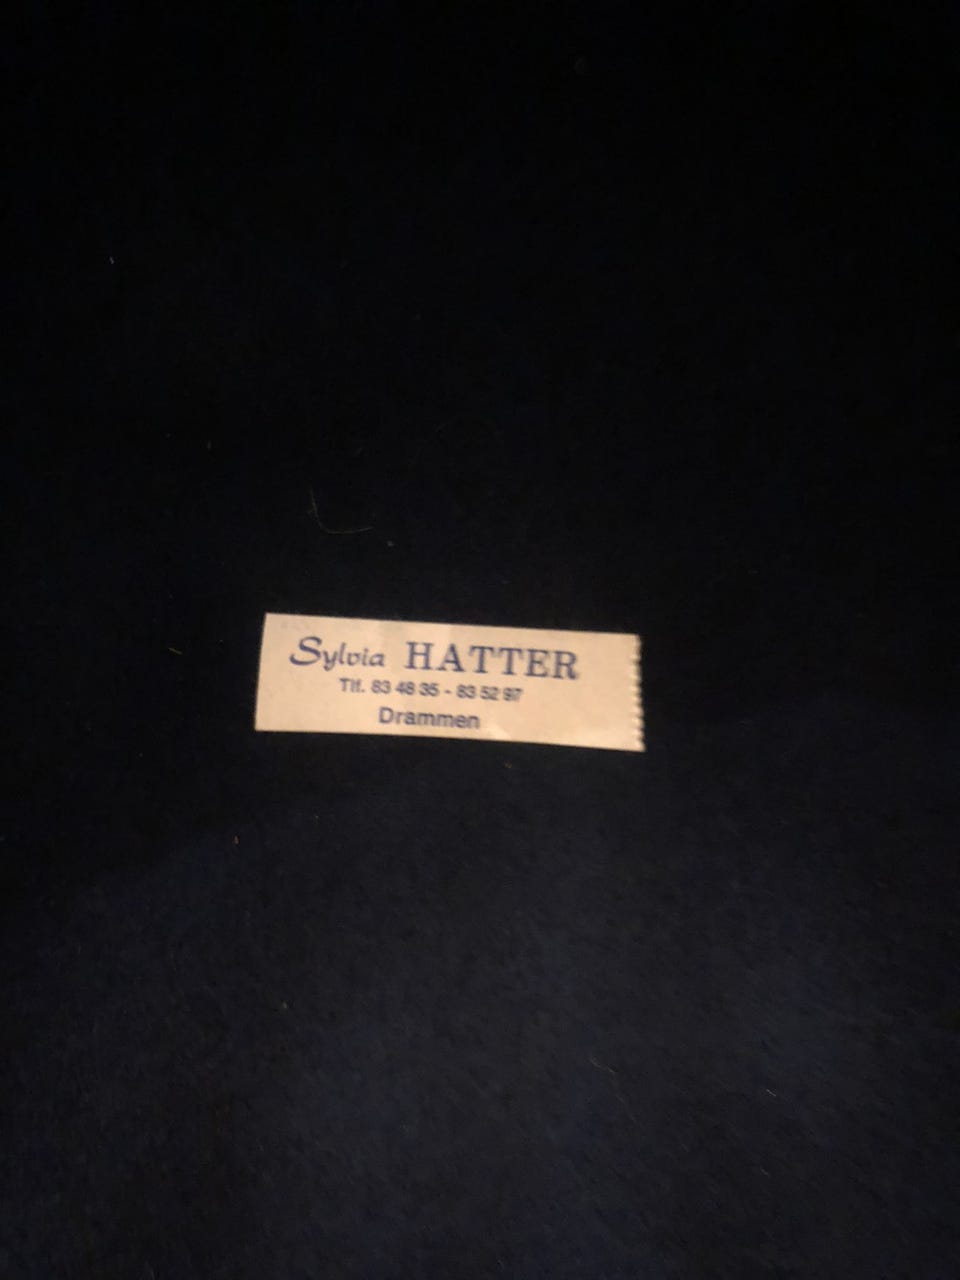 Sylvia HATTER
Tlf. 83 48 35 - 83 52 97
Drammen